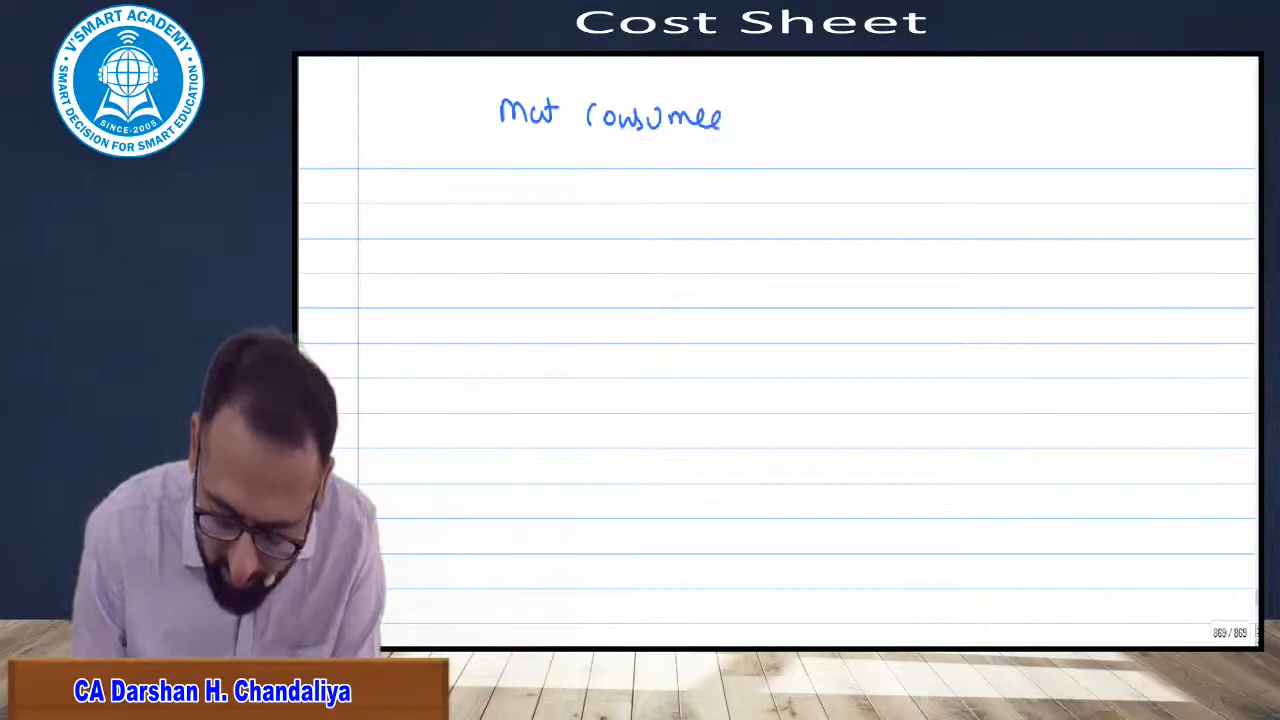 Cost Sheet
V'SMART ACADEMY
SINCE-2005
SMART DECISION FOR SMART EDUCATION
Mat Consumee
869 / 869
CA Darshan H. Chandaliya